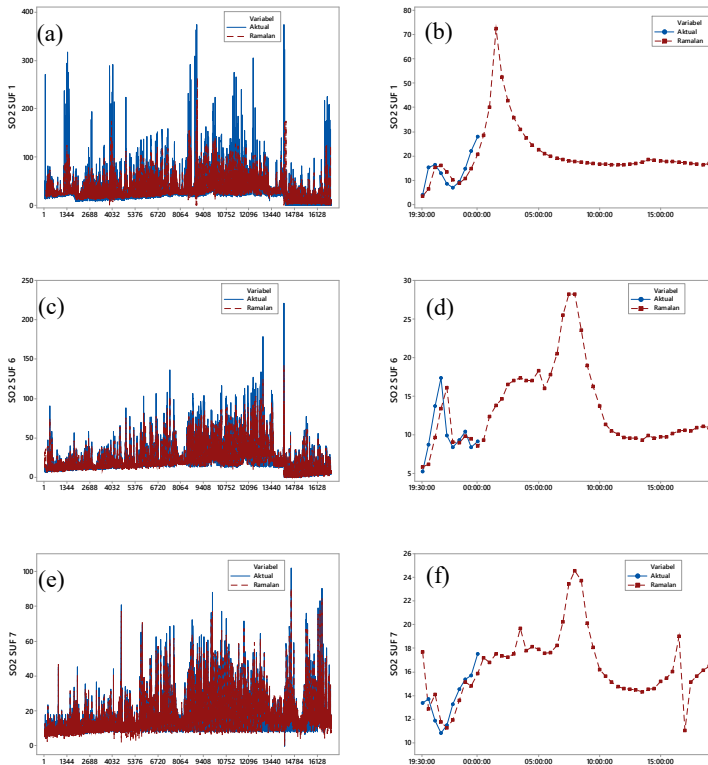 (a)
Variabel
Aktual
Ramalan
SO2 SUF 1
400
300
200
100
0
1 1344 2688 4032 5376 6720 8064 9408 10752 12096 13440 14784 16128
(b)
Variabel
Aktual
Ramalan
SO2 SUF 1
80
70
60
50
40
30
20
10
0
19:30:00 00:00:00 05:00:00 10:00:00 15:00:00
(c)
Variabel
Aktual
Ramalan
SO2 SUF 6
250
200
150
100
50
0
1 1344 2688 4032 5376 6720 8064 9408 10752 12096 13440 14784 16128
(d)
Variabel
Aktual
Ramalan
SO2 SUF 6
30
25
20
15
10
5
19:30:00 00:00:00 05:00:00 10:00:00 15:00:00
(e)
Variabel
Aktual
Ramalan
SO2 SUF 7
100
80
60
40
20
0
1 1344 2688 4032 5376 6720 8064 9408 10752 12096 13440 14784 16128
(f)
Variabel
Aktual
Ramalan
SO2 SUF 7
26
24
22
20
18
16
14
12
10
19:30:00 00:00:00 05:00:00 10:00:00 15:00:00